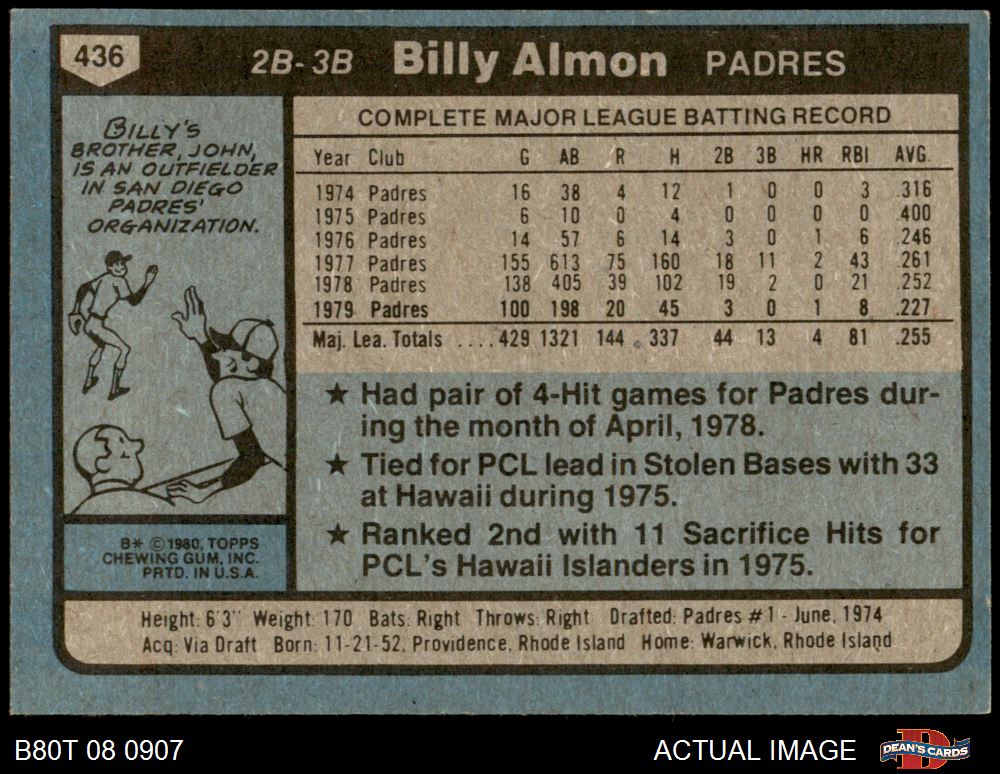 436
2B- 3B Billy Almon PADRES
BILLY'S
BROTHER, JOHN,
IS AN OUTFIELDER
IN SAN DIEGO
PADRES'
ORGANIZATION.
B* © 1980, TOPPS
CHEWING GUM, INC.
PRTD. IN U.S.A.
COMPLETE MAJOR LEAGUE BATTING RECORD
Year Club G AB R H 2B 3B HR RBI AVG.
1974 Padres 16 38 4 12 1 0 0 3 .316
1975 Padres 6 10 0 4 0 0 0 0 .400
1976 Padres 14 57 6 14 3 0 1 6 .246
1977 Padres 155 613 75 160 18 11 2 43 .261
1978 Padres 138 405 39 102 19 2 0 21 .252
1979 Padres 100 198 20 45 3 0 1 8 .227
Maj. Lea. Totals .... 429 1321 144 337 44 13 4 81 .255
★ Had pair of 4-Hit games for Padres dur-
ing the month of April, 1978.
★ Tied for PCL lead in Stolen Bases with 33
at Hawaii during 1975.
★ Ranked 2nd with 11 Sacrifice Hits for
PCL's Hawaii Islanders in 1975.
Height: 6'3" Weight: 170 Bats: Right Throws: Right Drafted: Padres #1 - June, 1974
Acq: Via Draft Born: 11-21-52, Providence, Rhode Island Home: Warwick, Rhode Island
B80T 08 0907 ACTUAL IMAGE DEAN'S CARDS